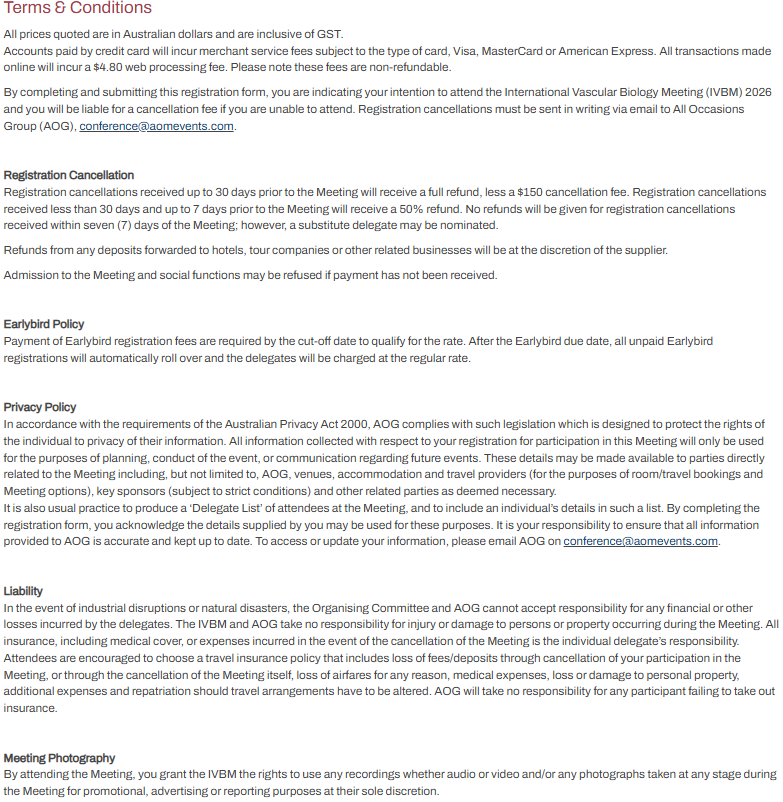 Terms & Conditions
All prices quoted are in Australian dollars and are inclusive of GST.
Accounts paid by credit card will incur merchant service fees subject to the type of card, Visa, MasterCard or American Express. All transactions made
online will incur a $4.80 web processing fee. Please note these fees are non-refundable.
By completing and submitting this registration form, you are indicating your intention to attend the International Vascular Biology Meeting (IVBM) 2026
and you will be liable for a cancellation fee if you are unable to attend. Registration cancellations must be sent in writing via email to All Occasions
Group (AOG), conference@aomevents.com.
Registration Cancellation
Registration cancellations received up to 30 days prior to the Meeting will receive a full refund, less a $150 cancellation fee. Registration cancellations
received less than 30 days and up to 7 days prior to the Meeting will receive a 50% refund. No refunds will be given for registration cancellations
received within seven (7) days of the Meeting; however, a substitute delegate may be nominated.
Refunds from any deposits forwarded to hotels, tour companies or other related businesses will be at the discretion of the supplier.
Admission to the Meeting and social functions may be refused if payment has not been received.
Earlybird Policy
Payment of Earlybird registration fees are required by the cut-off date to qualify for the rate. After the Earlybird due date, all unpaid Earlybird
registrations will automatically roll over and the delegates will be charged at the regular rate.
Privacy Policy
In accordance with the requirements of the Australian Privacy Act 2000, AOG complies with such legislation which is designed to protect the rights of
the individual to privacy of their information. All information collected with respect to your registration for participation in this Meeting will only be used
for the purposes of planning, conduct of the event, or communication regarding future events. These details may be made available to parties directly
related to the Meeting including, but not limited to, AOG, venues, accommodation and travel providers (for the purposes of room/travel bookings and
Meeting options), key sponsors (subject to strict conditions) and other related parties as deemed necessary.
It is also usual practice to produce a ‘Delegate List’ of attendees at the Meeting, and to include an individual’s details in such a list. By completing the
registration form, you acknowledge the details supplied by you may be used for these purposes. It is your responsibility to ensure that all information
provided to AOG is accurate and kept up to date. To access or update your information, please email AOG on conference@aomevents.com.
Liability
In the event of industrial disruptions or natural disasters, the Organising Committee and AOG cannot accept responsibility for any financial or other
losses incurred by the delegates. The IVBM and AOG take no responsibility for injury or damage to persons or property occurring during the Meeting. All
insurance, including medical cover, or expenses incurred in the event of the cancellation of the Meeting is the individual delegate’s responsibility.
Attendees are encouraged to choose a travel insurance policy that includes loss of fees/deposits through cancellation of your participation in the
Meeting, or through the cancellation of the Meeting itself, loss of airfares for any reason, medical expenses, loss or damage to personal property,
additional expenses and repatriation should travel arrangements have to be altered. AOG will take no responsibility for any participant failing to take out
insurance.
Meeting Photography
By attending the Meeting, you grant the IVBM the rights to use any recordings whether audio or video and/or any photographs taken at any stage during
the Meeting for promotional, advertising or reporting purposes at their sole discretion.